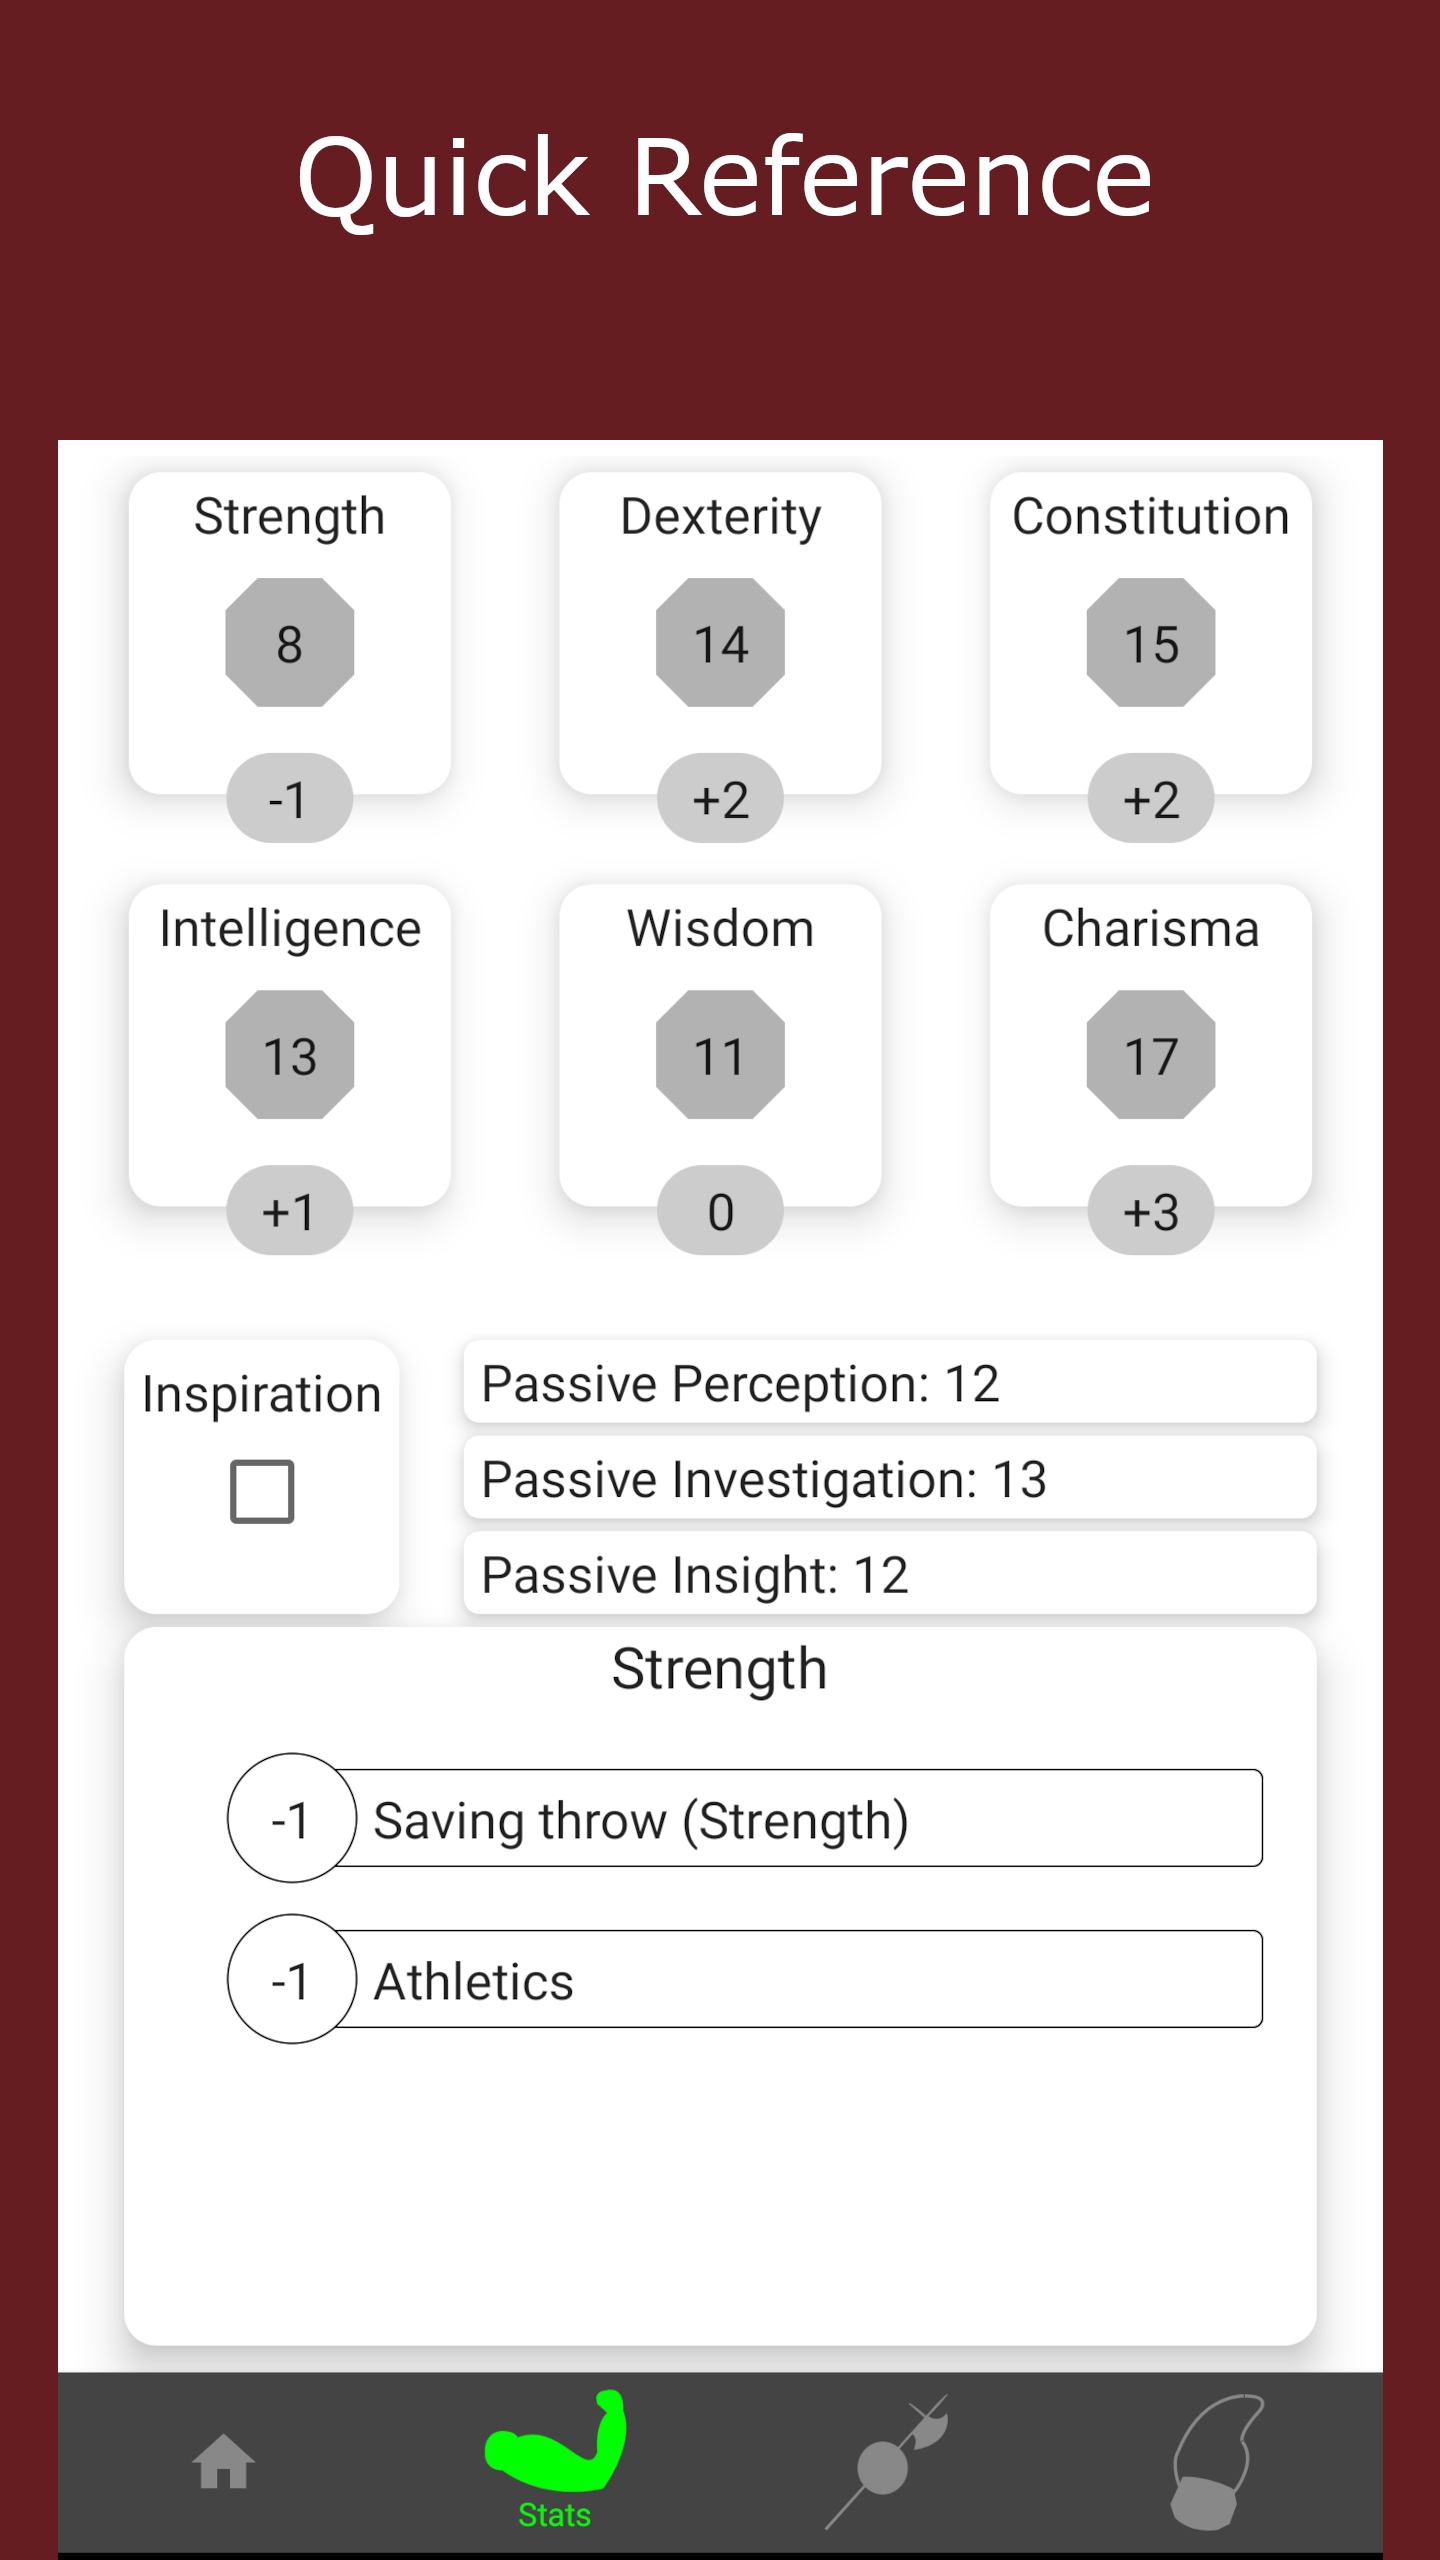 Quick Reference
Strength Dexterity Constitution
8 14 15
-1 +2 +2
Intelligence Wisdom Charisma
13 11 17
+1 0 +3
Inspiration
Passive Perception: 12
Passive Investigation: 13
Passive Insight: 12
Strength
-1 Saving throw (Strength)
-1 Athletics
Stats